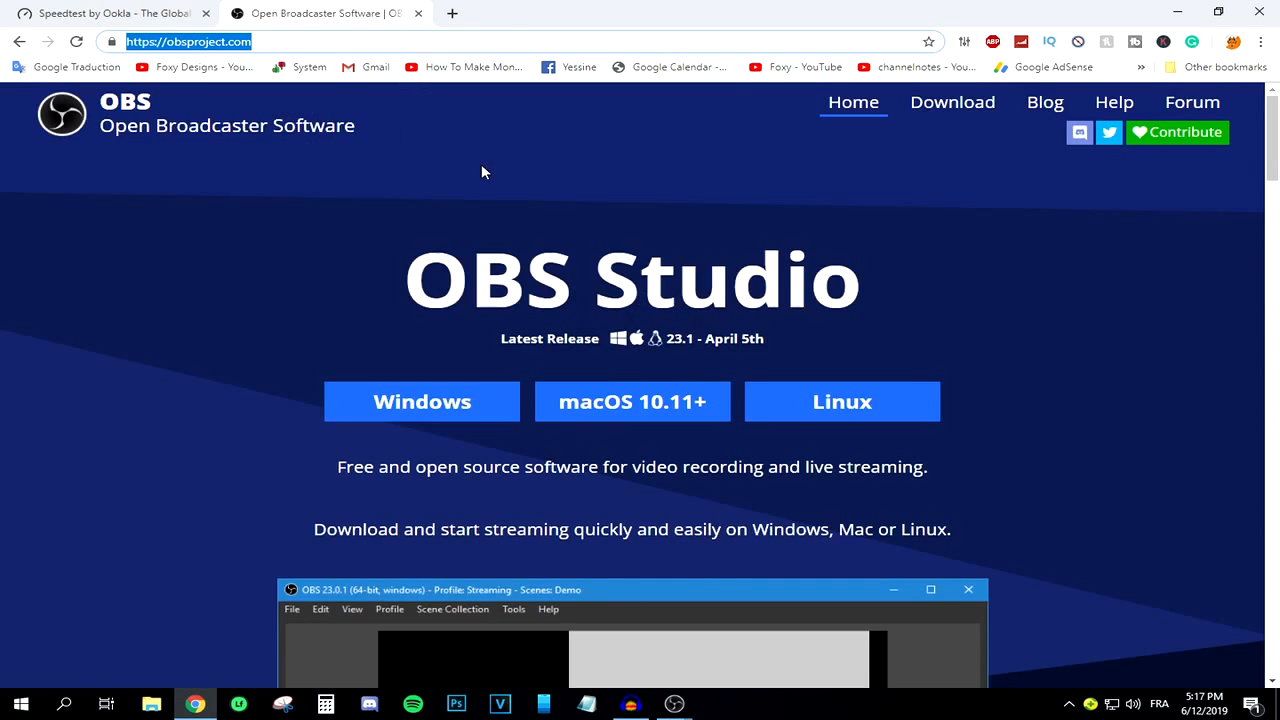 Speedtest by Ookla - The Global
Open Broadcaster Software | OB
https://obsproject.com
ABP
IQ
Google Traduction
Foxy Designs - You...
System
Gmail
How To Make Mon...
Yessine
Google Calendar -...
Foxy - YouTube
channelnotes - You...
Google AdSense
»
Other bookmarks
OBS
Open Broadcaster Software
Home
Download
Blog
Help
Forum
Contribute
OBS Studio
Latest Release 23.1 - April 5th
Windows
macOS 10.11+
Linux
Free and open source software for video recording and live streaming.
Download and start streaming quickly and easily on Windows, Mac or Linux.
OBS 23.0.1 (64-bit, windows) - Profile: Streaming - Scenes: Demo
File Edit View Profile Scene Collection Tools Help
Lf
Ps
V
FRA
5:17 PM
6/12/2019
1